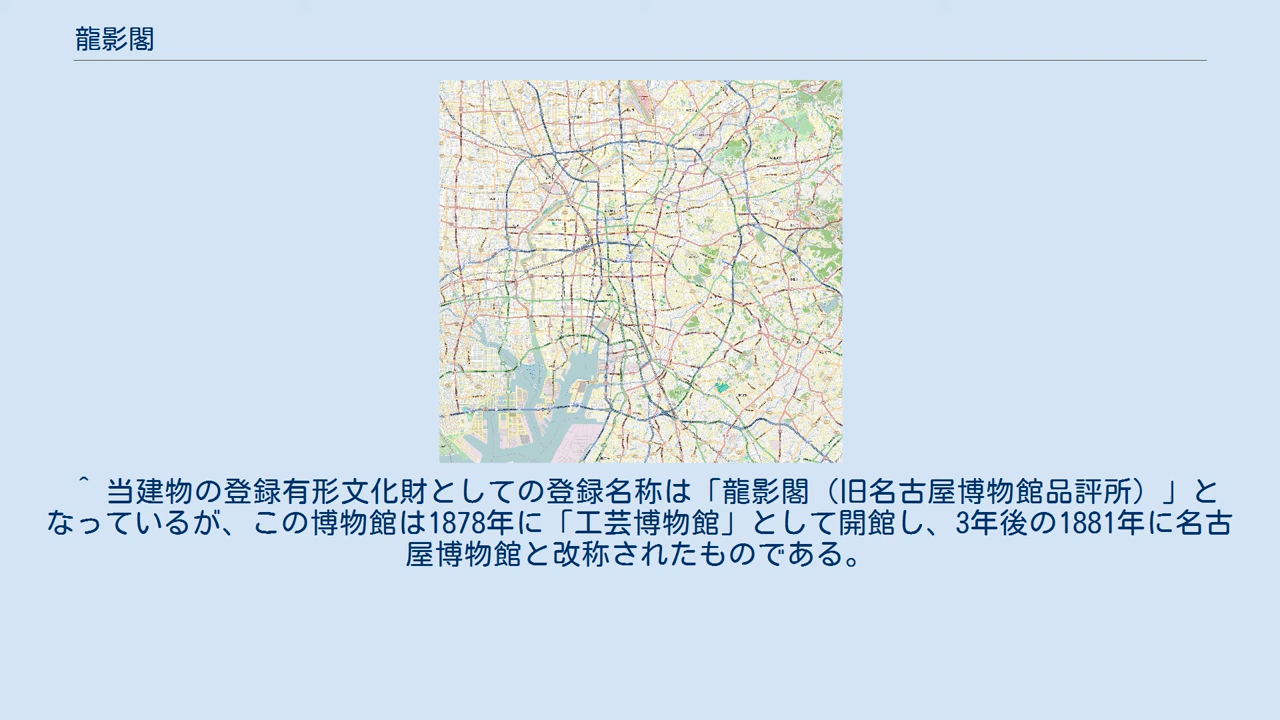 龍影閣
^ 当建物の登録有形文化財としての登録名称は「龍影閣（旧名古屋博物館品評所）」と
なっているが、この博物館は1878年に「工芸博物館」として開館し、3年後の1881年に名古
屋博物館と改称されたものである。